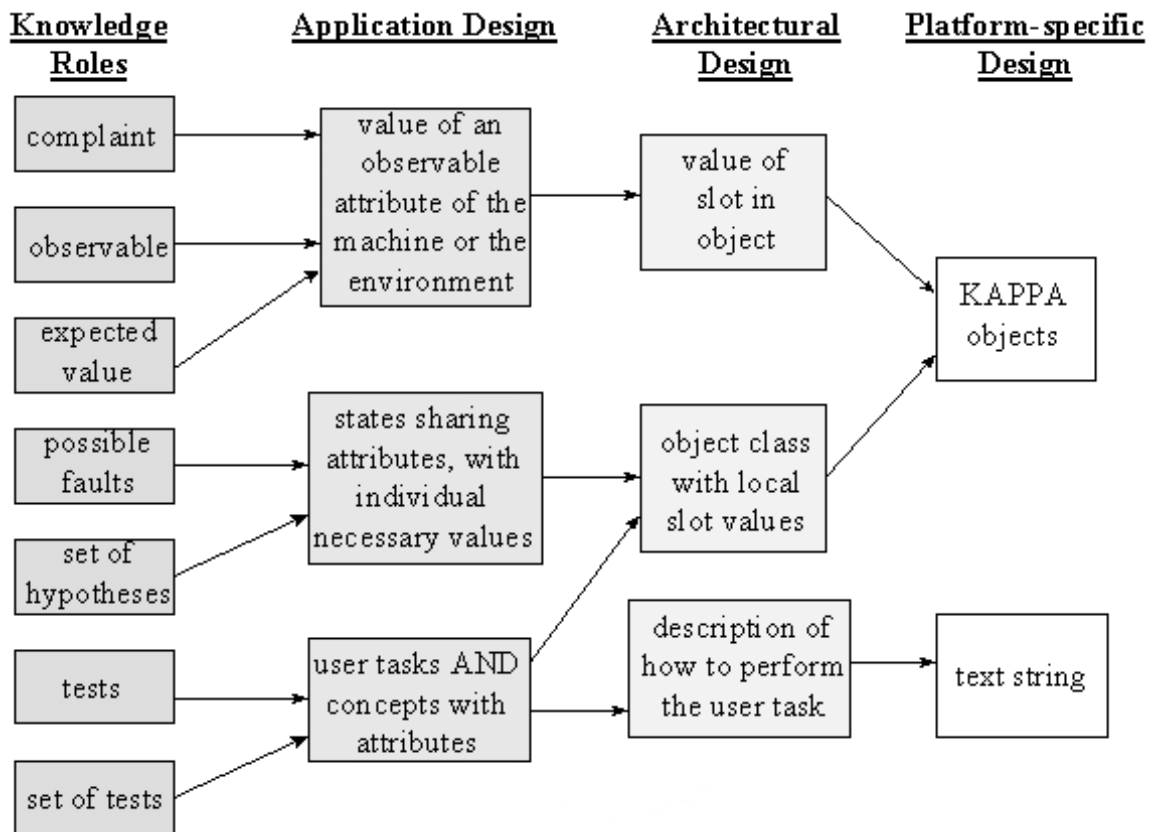 Knowledge
Roles
Application Design
Architectural
Design
Platform-specific
Design
complaint
observable
expected
value
possible
faults
set of
hypotheses
tests
set of tests
value of an
observable
attribute of the
machine or the
environment
states sharing
attributes, with
individual
necessary values
user tasks AND
concepts with
attributes
value of
slot in
object
object class
with local
slot values
description of
how to perform
the user task
KAPPA
objects
text string